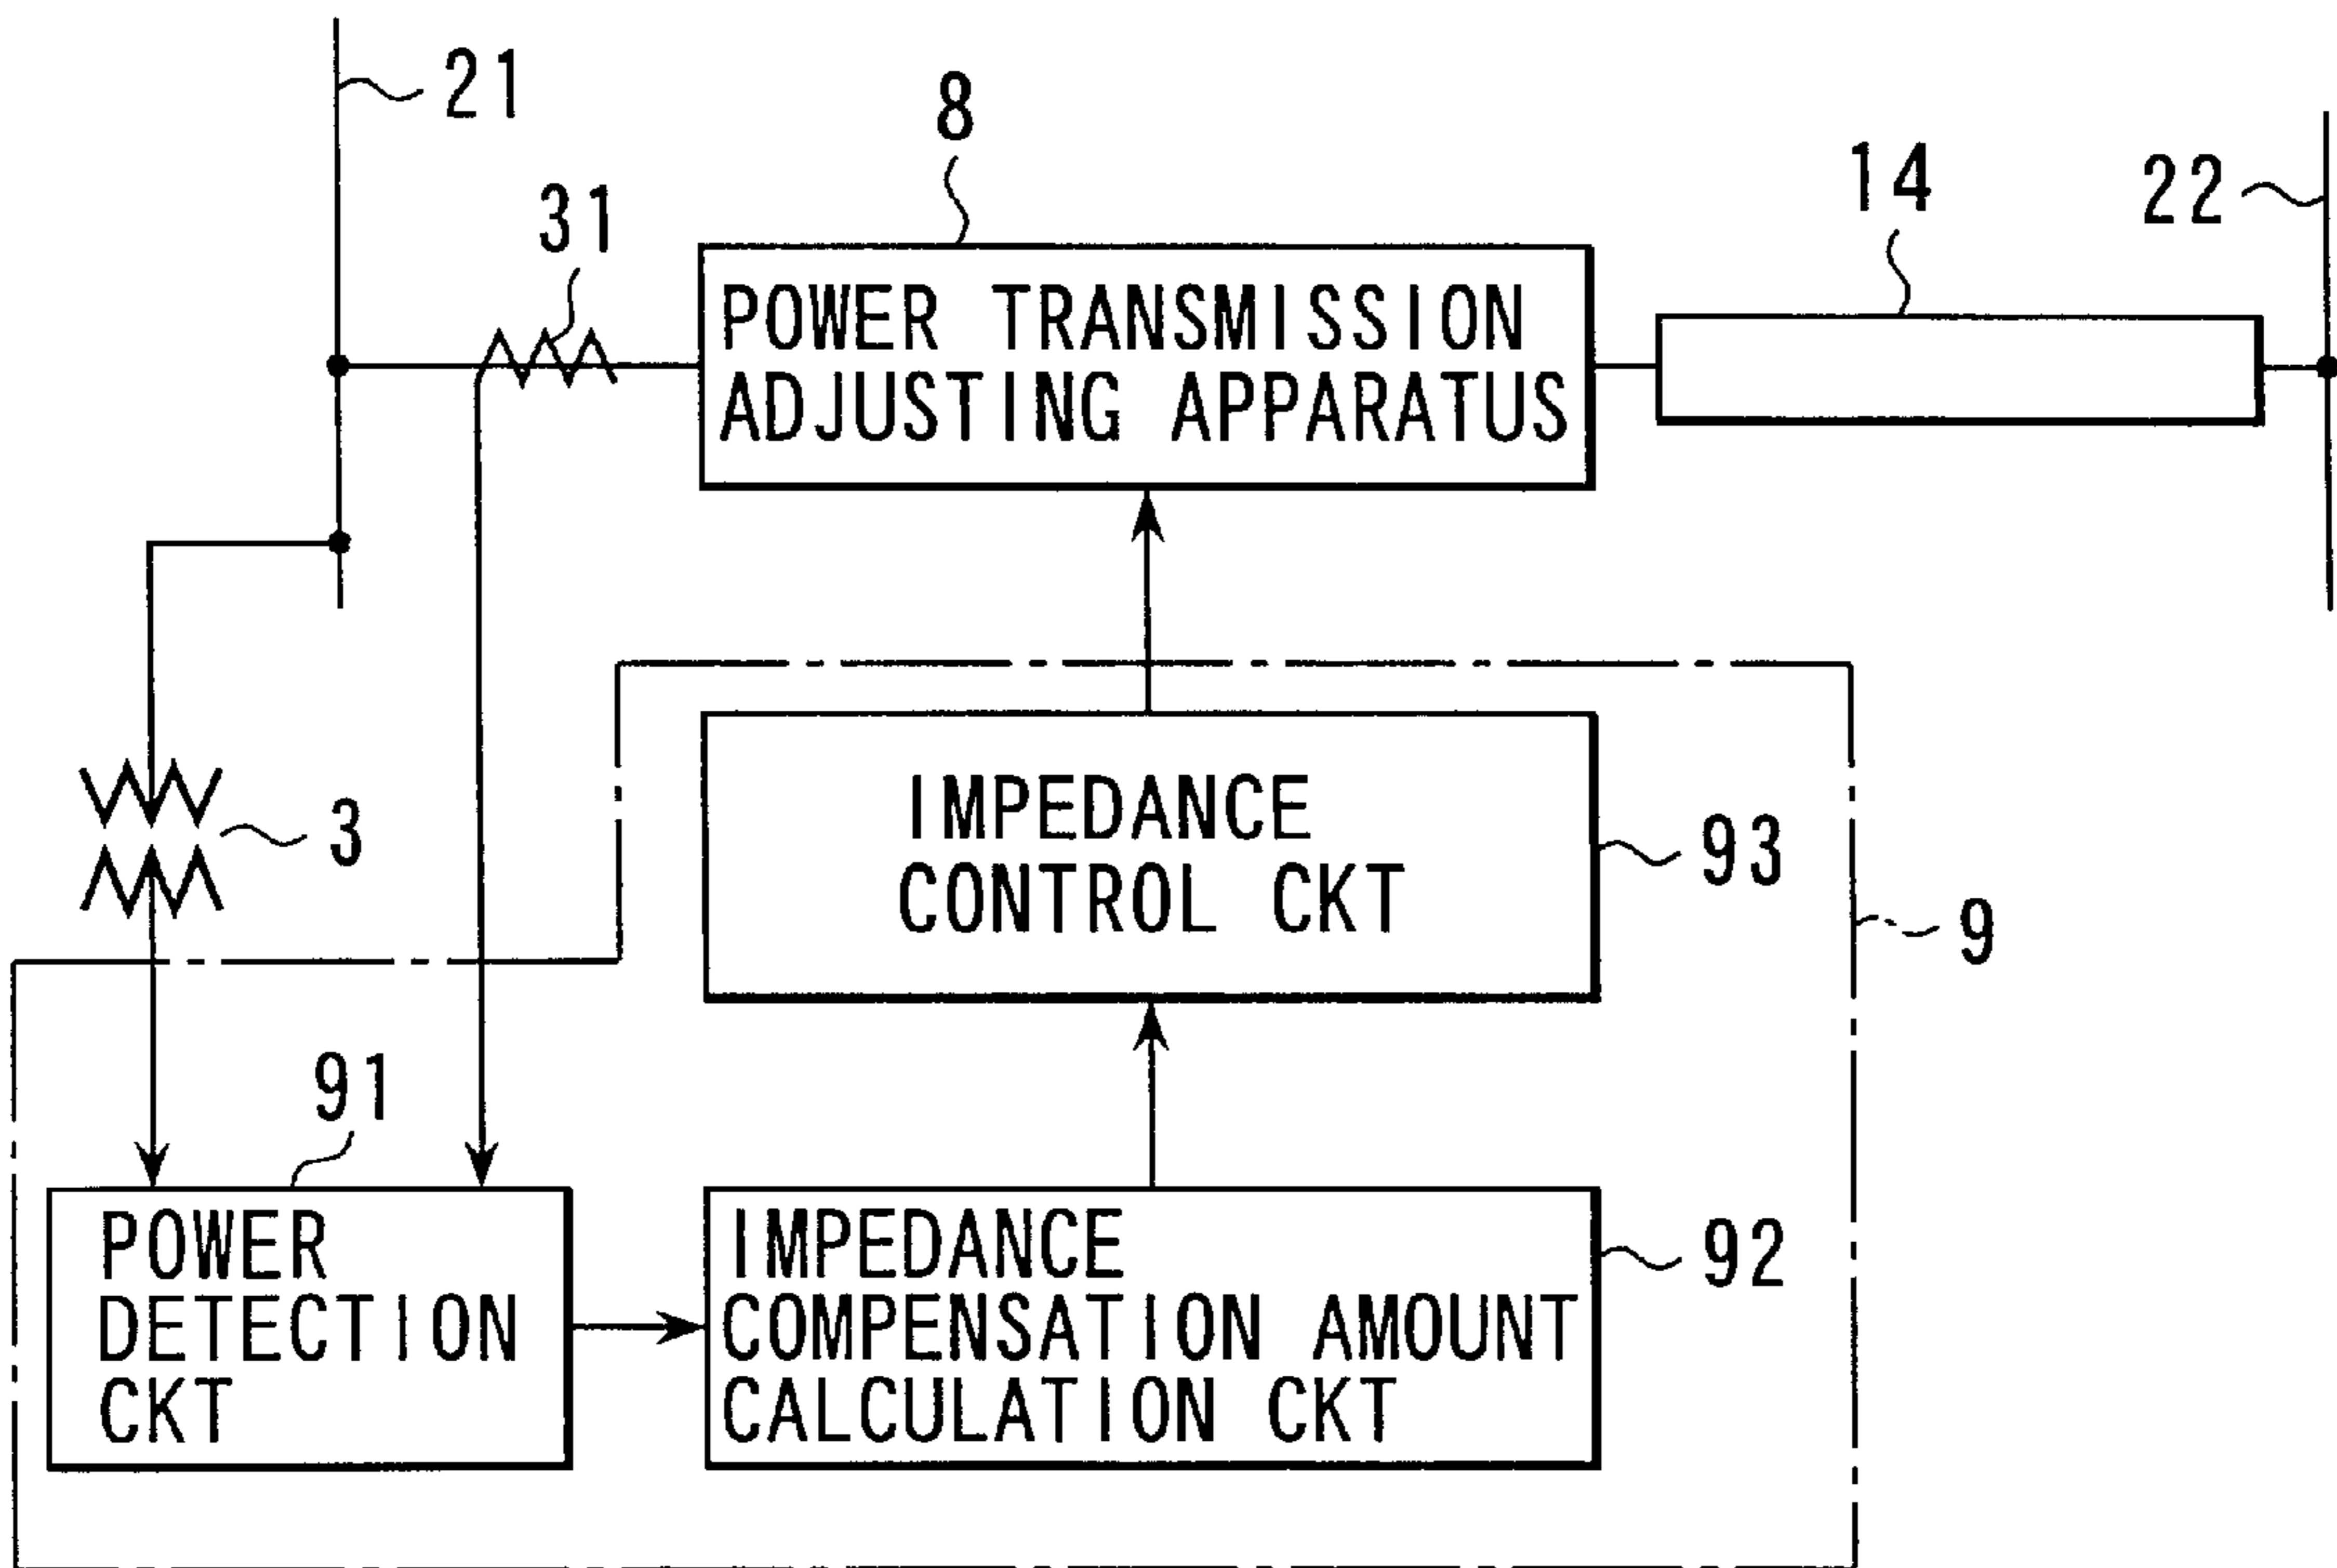 21
8
14
22
31
POWER TRANSMISSION
ADJUSTING APPARATUS
3
IMPEDANCE
CONTROL CKT
93
9
91
POWER
DETECTION
CKT
IMPEDANCE
COMPENSATION AMOUNT
CALCULATION CKT
92